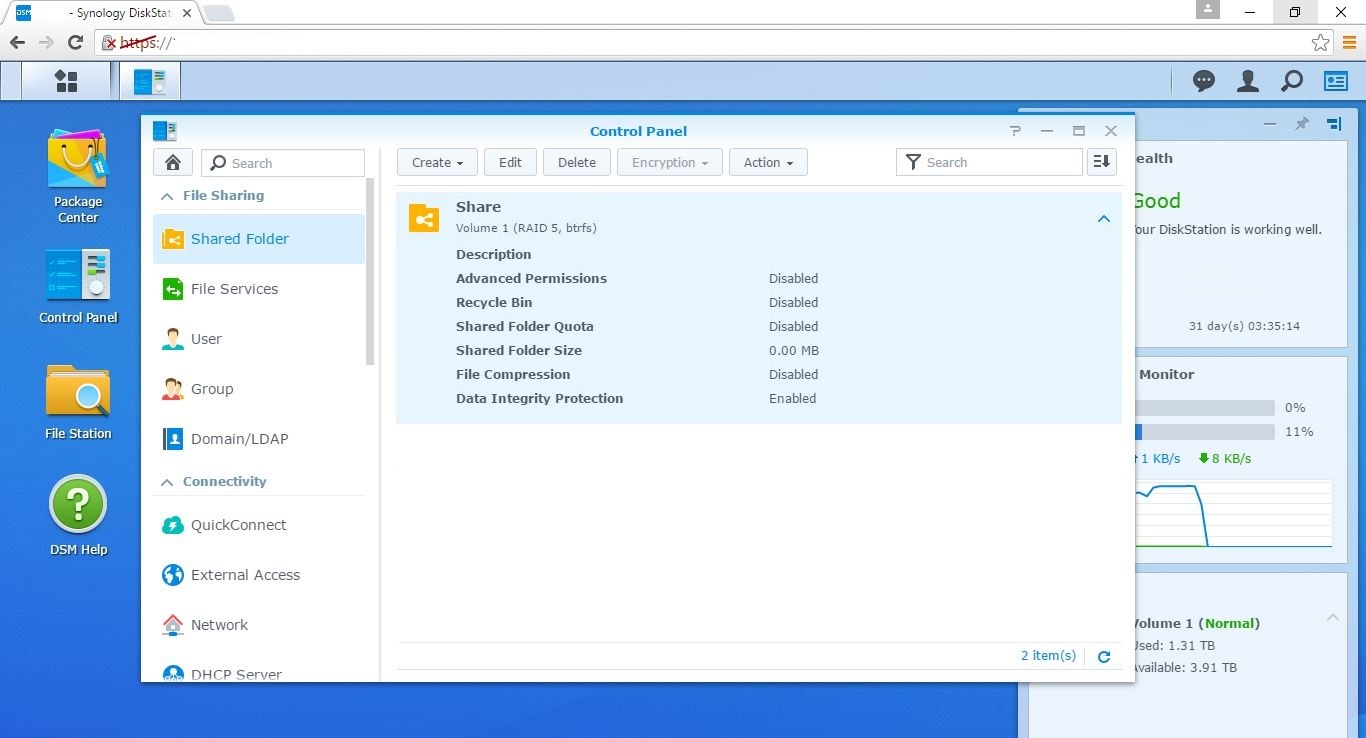 - Synology DiskStat
https://
Control Panel
Package
Center
Control Panel
File Station
DSM Help
Search
File Sharing
Shared Folder
File Services
User
Group
Domain/LDAP
Connectivity
QuickConnect
External Access
Network
DHCP Server
Create
Edit
Delete
Encryption
Action
Search
Share
Volume 1 (RAID 5, btrfs)
Description
Advanced Permissions Disabled
Recycle Bin Disabled
Shared Folder Quota Disabled
Shared Folder Size 0.00 MB
File Compression Disabled
Data Integrity Protection Enabled
2 item(s)
ealth
Good
our DiskStation is working well.
31 day(s) 03:35:14
Monitor
0%
11%
1 KB/s 8 KB/s
Volume 1 (Normal)
Used: 1.31 TB
Available: 3.91 TB